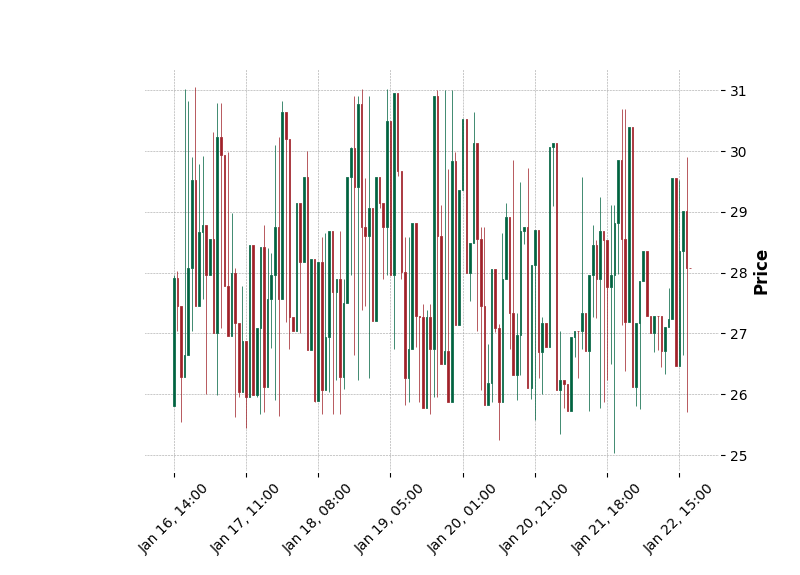 31
30
29
28
27
26
25
Price
Jan 16, 14:00
Jan 17, 11:00
Jan 18, 08:00
Jan 19, 05:00
Jan 20, 01:00
Jan 20, 21:00
Jan 21, 18:00
Jan 22, 15:00